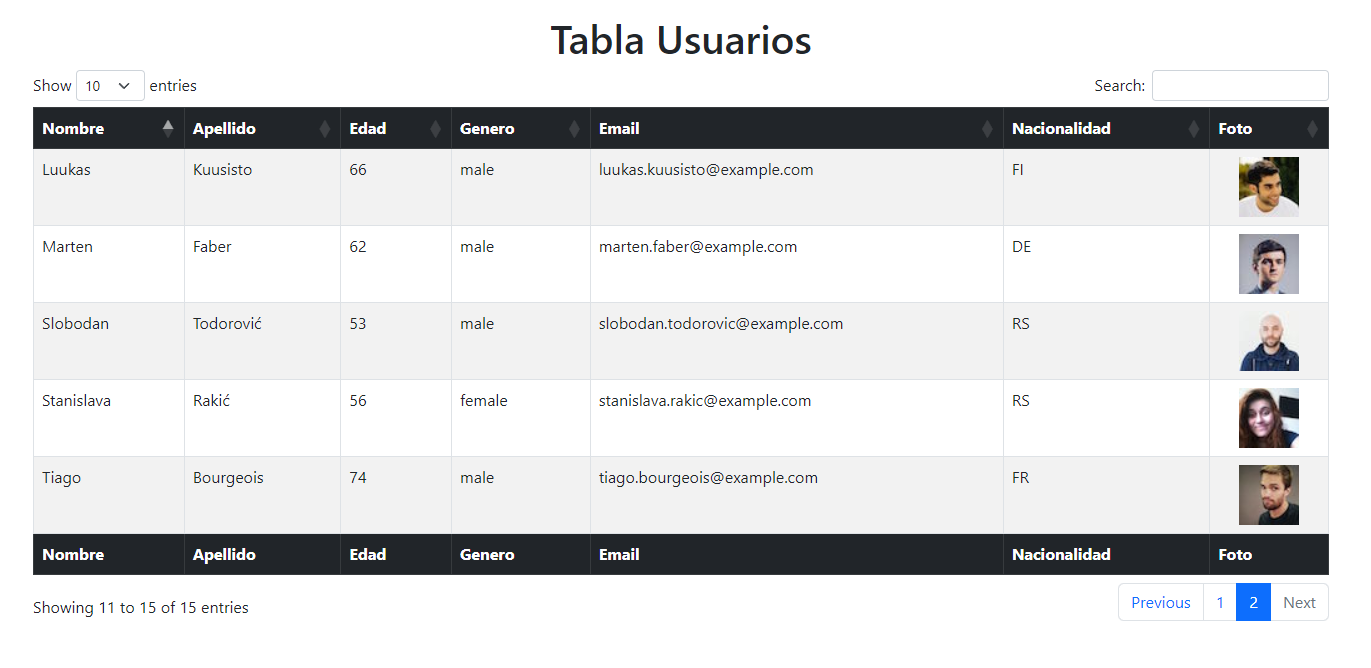 Tabla Usuarios
Show 10 entries Search:
Nombre Apellido Edad Genero Email Nacionalidad Foto
Luukas Kuusisto 66 male luukas.kuusisto@example.com FI
Marten Faber 62 male marten.faber@example.com DE
Slobodan Todorović 53 male slobodan.todorovic@example.com RS
Stanislava Rakić 56 female stanislava.rakic@example.com RS
Tiago Bourgeois 74 male tiago.bourgeois@example.com FR
Nombre Apellido Edad Genero Email Nacionalidad Foto
Showing 11 to 15 of 15 entries Previous 1 2 Next